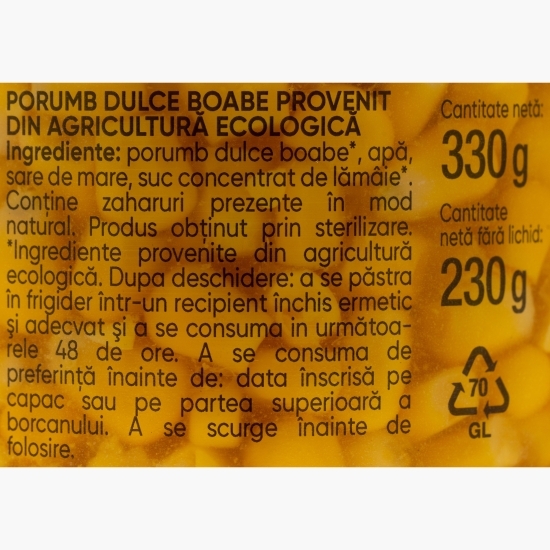 PORUMB DULCE BOABE PROVENIT
DIN AGRICULTURĂ ECOLOGICĂ
Ingrediente: porumb dulce boabe*, apă,
sare de mare, suc concentrat de lămâie*.
Conține zaharuri prezente în mod
natural. Produs obținut prin sterilizare.
*Ingrediente provenite din agricultură
ecologică. Dupa deschidere: a se păstra
în frigider într-un recipient închis ermetic
și adecvat și a se consuma in următoa-
rele 48 de ore. A se consuma de
preferință înainte de: data înscrisă pe
capac sau pe partea superioară a
borcanului. A se scurge înainte de
folosire.
Cantitate netă:
330g
Cantitate
netă fără lichid:
230g
70
GL